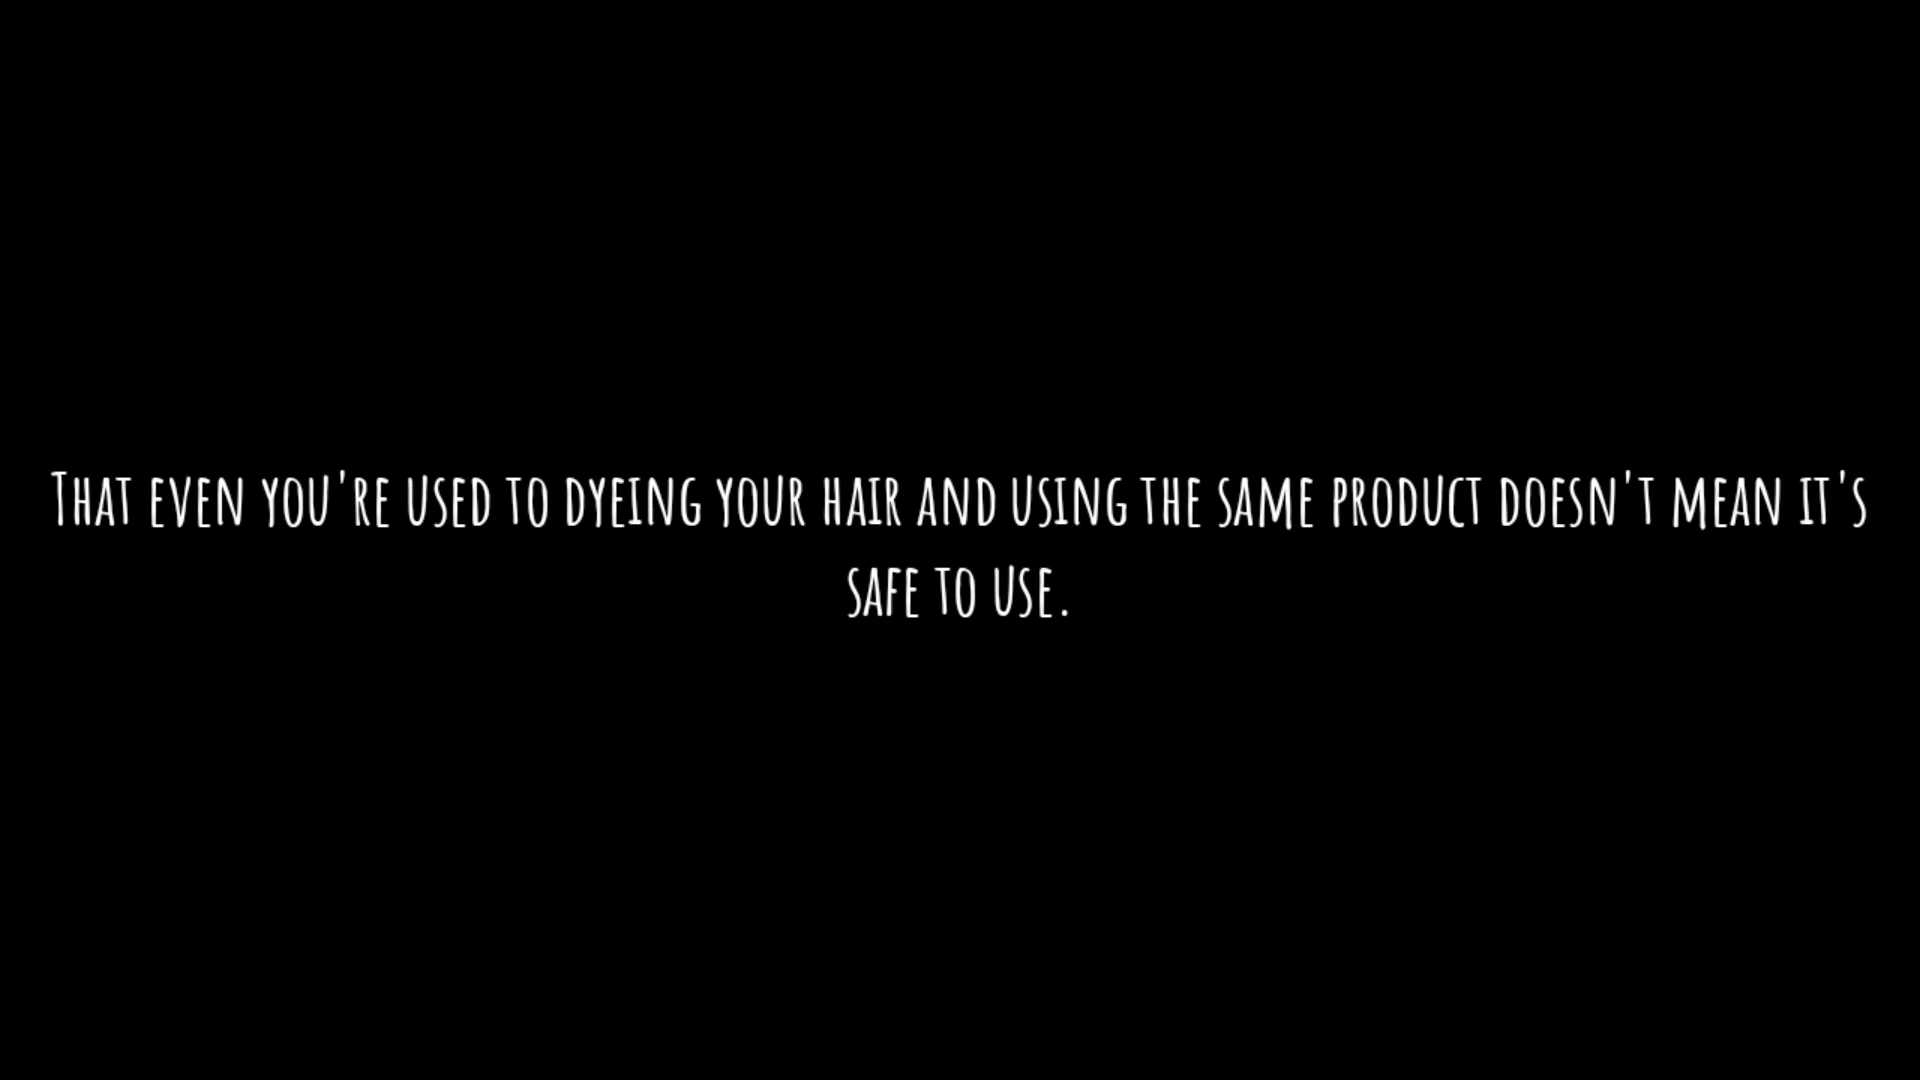 That even you're used to dyeing your hair and using the same product doesn't mean it's
safe to use.